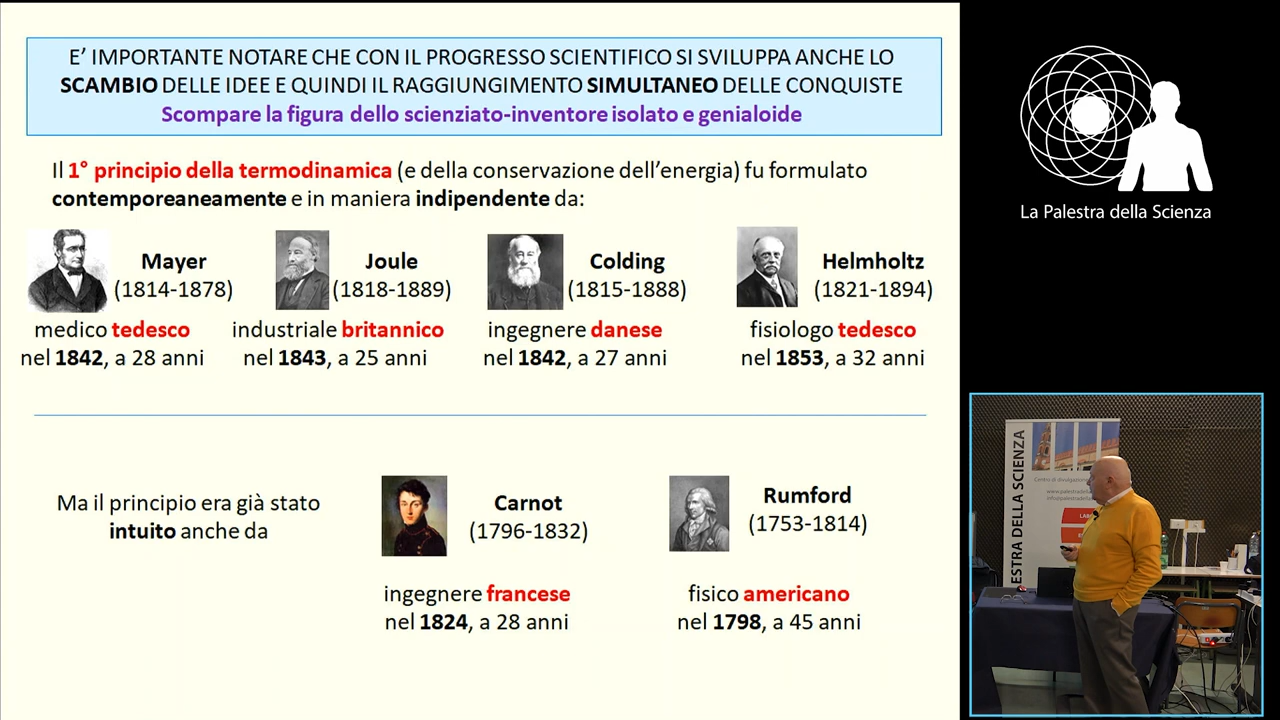 E' IMPORTANTE NOTARE CHE CON IL PROGRESSO SCIENTIFICO SI SVILUPPA ANCHE LO
SCAMBIO DELLE IDEE E QUINDI IL RAGGIUNGIMENTO SIMULTANEO DELLE CONQUISTE
Scompare la figura dello scienziato-inventore isolato e genialoide
Il 1° principio della termodinamica (e della conservazione dell'energia) fu formulato
contemporeaneamente e in maniera indipendente da:
Mayer
(1814-1878)
medico tedesco
nel 1842, a 28 anni
Joule
(1818-1889)
industriale britannico
nel 1843, a 25 anni
Colding
(1815-1888)
ingegnere danese
nel 1842, a 27 anni
Helmholtz
(1821-1894)
fisiologo tedesco
nel 1853, a 32 anni
Ma il principio era già stato
intuito anche da
Carnot
(1796-1832)
ingegnere francese
nel 1824, a 28 anni
Rumford
(1753-1814)
fisico americano
nel 1798, a 45 anni
La Palestra della Scienza
ESTRA DELLA SCIENZA
Centro di divulgazione